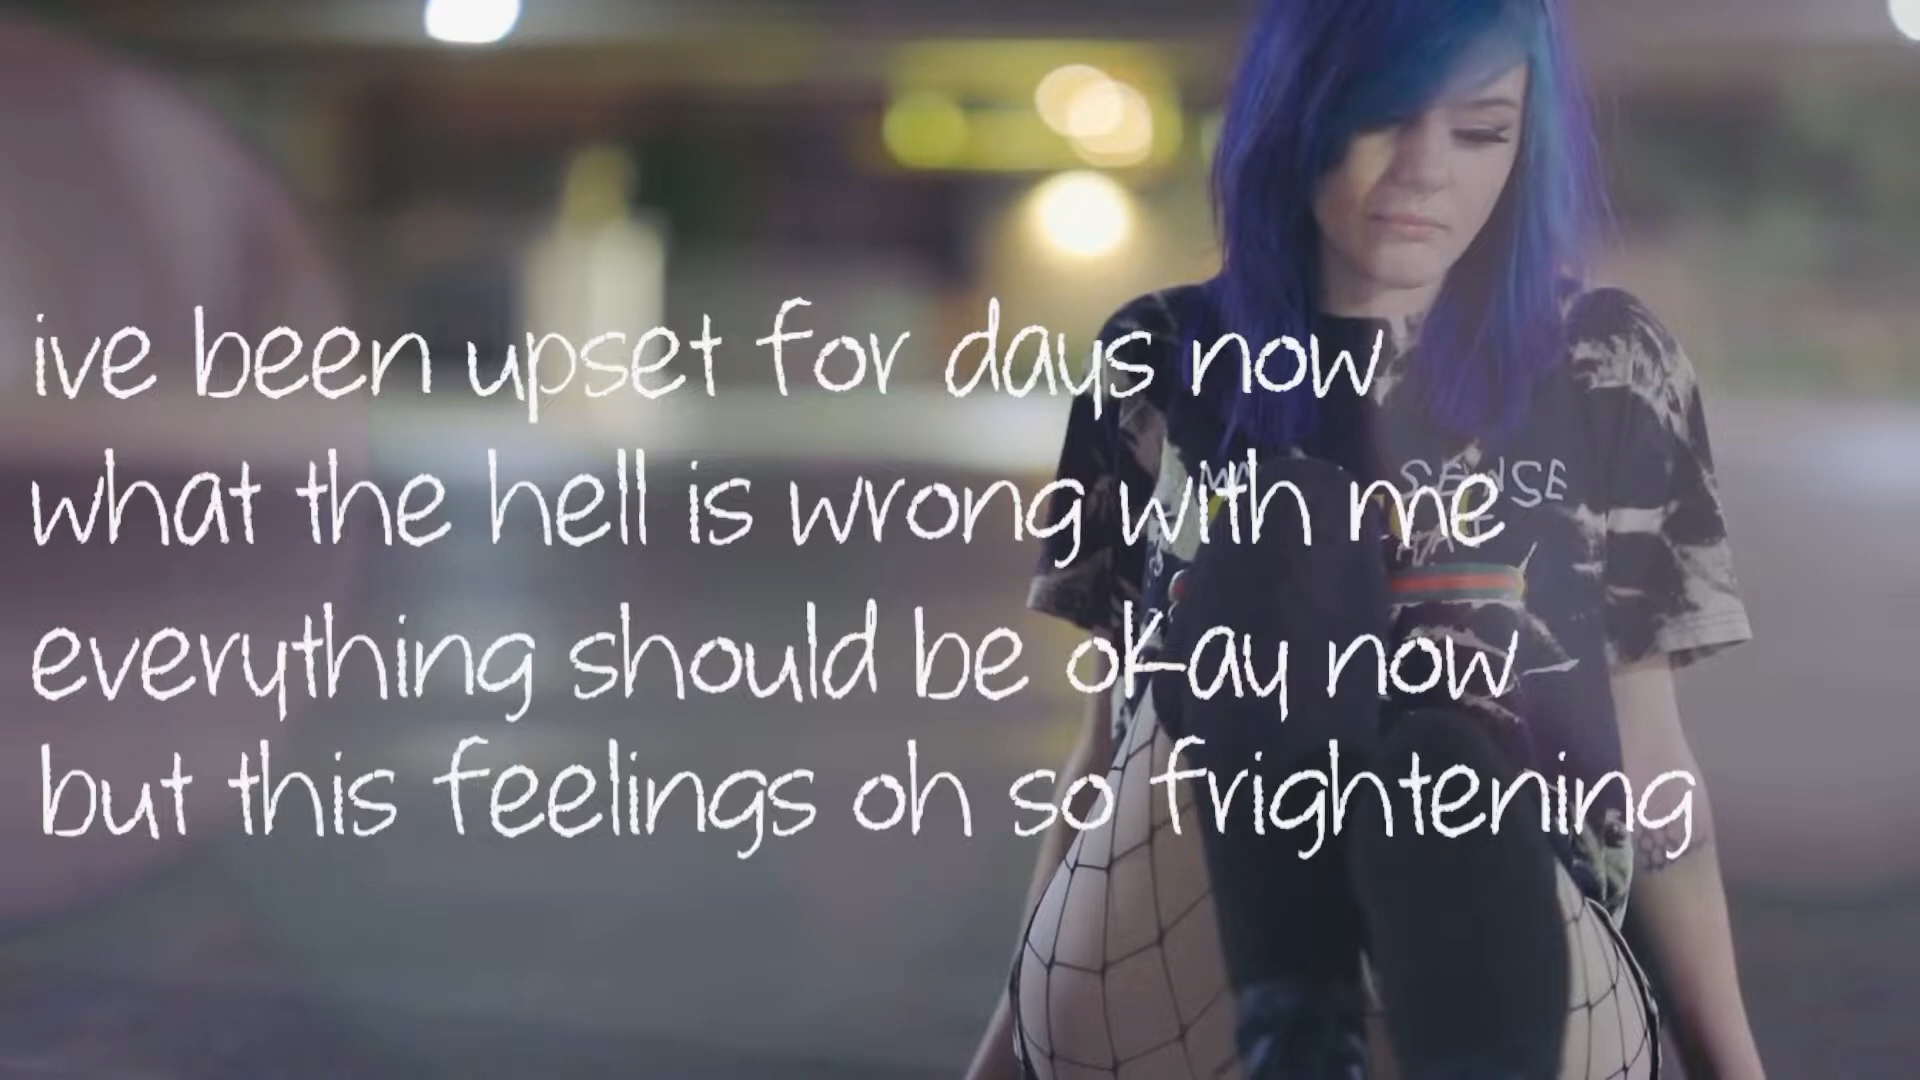 ive been upset for days now
what the hell is wrong with me
everything should be okay now
but this feelings oh so frightening
SENSE